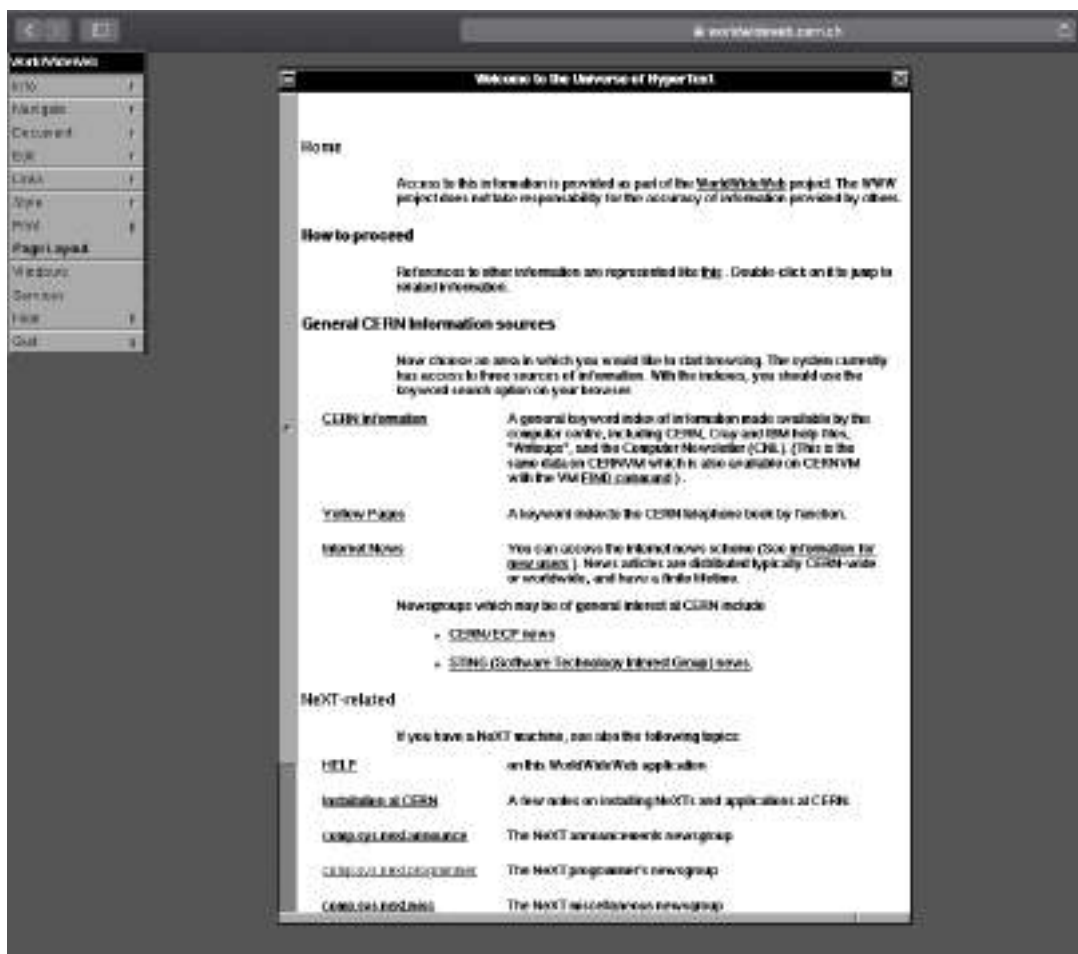 worldwideweb.cern.ch
WorldWideWeb
Info
Navigate
Document
Edit
Links
Style
Print
Page Layout
Windows
Services
Hide
Quit
Welcome to the Universe of HyperText
Home
Access to this information is provided as part of the WorldWideWeb project. The WWW
project does not take responsability for the accuracy of information provided by others.
How to proceed
References to other information are represented like this . Double-click on it to jump to
related information.
General CERN Information sources
Now choose an area in which you would like to start browsing. The system currently
has access to three sources of information. With the indexes, you should use the
keyword search option on your browser.
CERN Information
A general keyword index of information made available by the
computer centre, including CERN, Cray and IBM help files,
"Writeups", and the Computer Newsletter (CNL). (This is the
same data on CERNVM which is also available on CERNVM
with the VM FIND command ) .
Yellow Pages
A keyword index to the CERN telephone book by function.
Internet News
You can access the internet news scheme (See information for
new users ). News articles are distributed typically CERN-wide
or worldwide, and have a finite lifetime.
Newsgroups which may be of general interest at CERN include
CERN/ECP news
STING (Software Technology Interest Group) news
NeXT-related
If you have a NeXT machine, see also the following topics:
HELP
on this WorldWideWeb application
Installation at CERN
A few notes on installing NeXTs and applications at CERN.
comp.sys.next.announce
The NeXT announcements newsgroup
comp.sys.next.programmer
The NeXT programmer's newsgroup
comp.sys.next.misc
The NeXT miscellaneous newsgroup